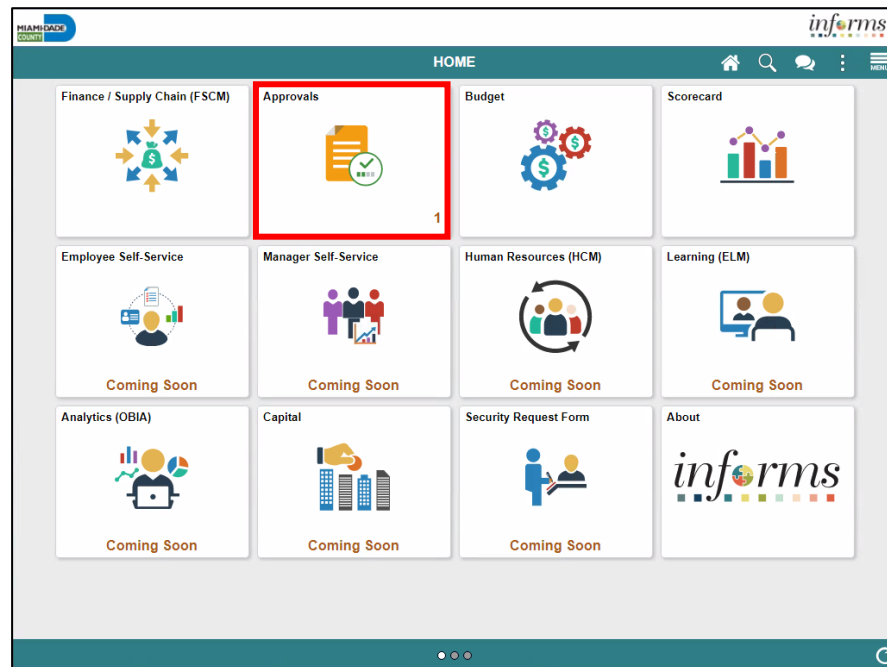 MIAMI-DADE
COUNTY
informs
HOME
MENU
Finance / Supply Chain (FSCM)
Approvals
1
Budget
Scorecard
Employee Self-Service
Coming Soon
Manager Self-Service
Coming Soon
Human Resources (HCM)
Coming Soon
Learning (ELM)
Coming Soon
Analytics (OBIA)
Coming Soon
Capital
Coming Soon
Security Request Form
Coming Soon
About
informs